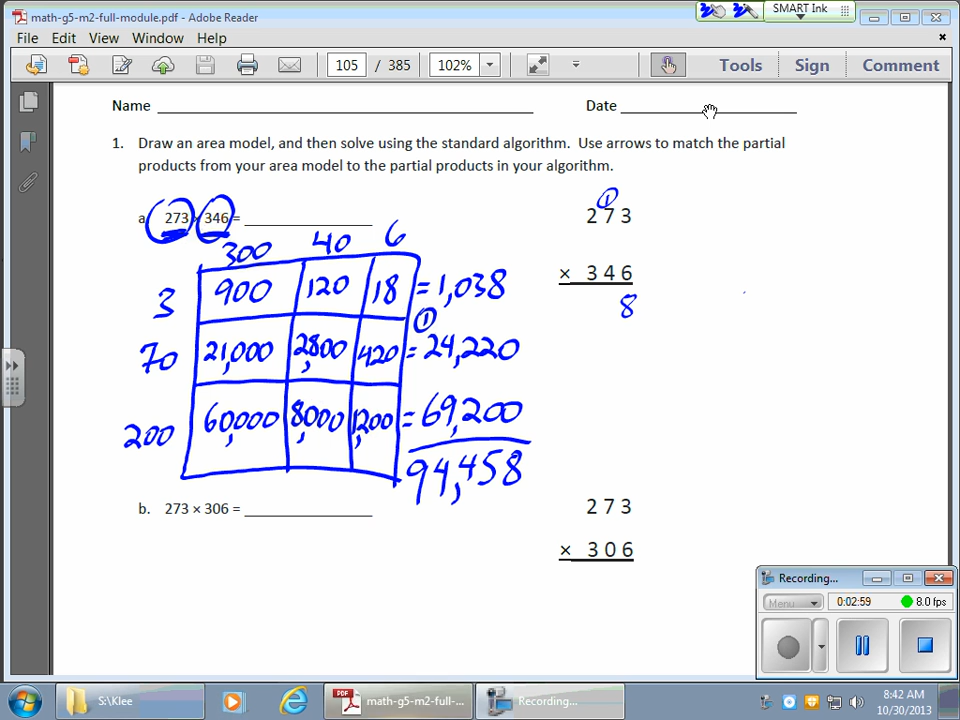 math-g5-m2-full-module.pdf - Adobe Reader
SMART Ink
File Edit View Window Help
105 / 385 102% Tools Sign Comment
Name Date
1. Draw an area model, and then solve using the standard algorithm. Use arrows to match the partial
products from your area model to the partial products in your algorithm.
a. 273 × 346 =
300 40 6
3 900 120 18 = 1,038
1
70 21,000 2,800 420 = 24,220
200 60,000 8,000 1,200 = 69,200
94,458
1
2 7 3
× 3 4 6
8
b. 273 × 306 =
2 7 3
× 3 0 6
Recording...
Menu 0:02:59 8.0 fps
S:\Klee
math-g5-m2-full-...
Recording...
8:42 AM
10/30/2013